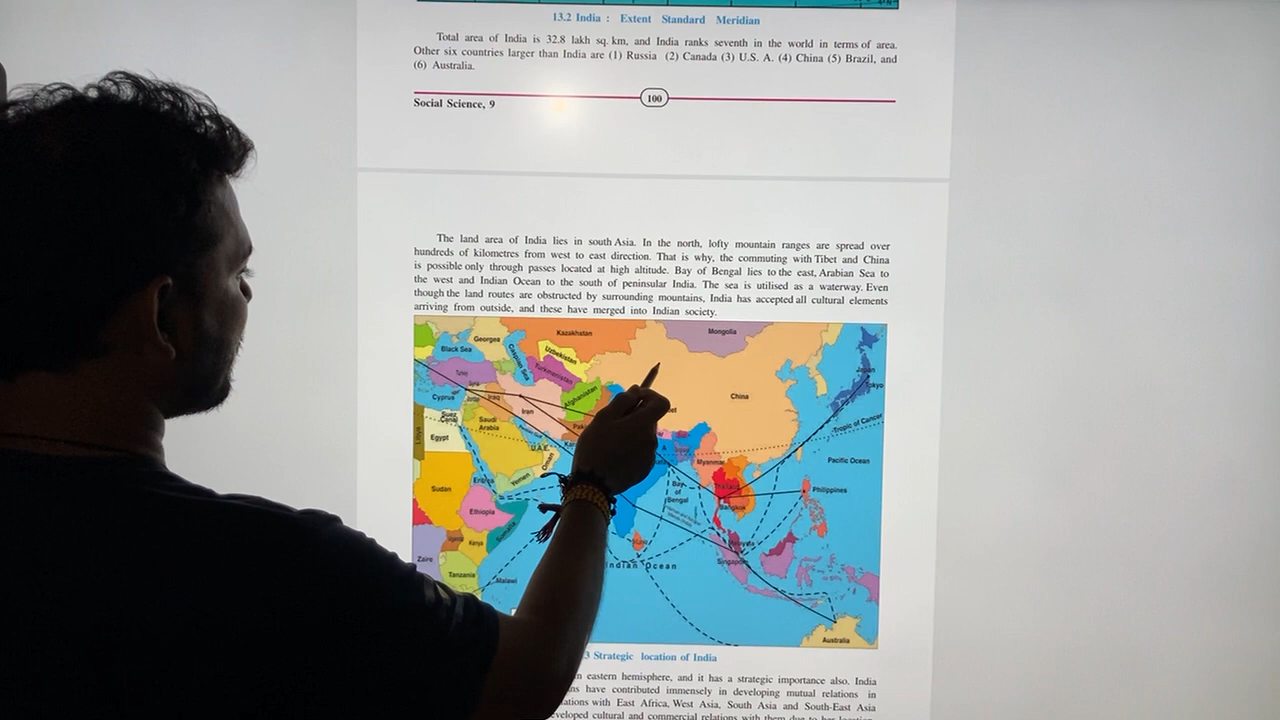 13.2 India : Extent Standard Meridian
Total area of India is 32.8 lakh sq. km, and India ranks seventh in the world in terms of area.
Other six countries larger than India are (1) Russia (2) Canada (3) U.S. A. (4) China (5) Brazil, and
(6) Australia.
100
Social Science, 9
The land area of India lies in south Asia. In the north, lofty mountain ranges are spread over
hundreds of kilometres from west to east direction. That is why, the commuting with Tibet and China
is possible only through passes located at high altitude. Bay of Bengal lies to the east, Arabian Sea to
the west and Indian Ocean to the south of peninsular India. The sea is utilised as a waterway. Even
though the land routes are obstructed by surrounding mountains, India has accepted all cultural elements
arriving from outside, and these have merged into Indian society.
Kazakhstan
Mongolia
Georgea
Black Sea
Caspian Sea
Uzbekistan
Turkmenistan
Japan
Tokyo
Cyprus
Iraq
Iran
Afghanistan
China
Suez
Canal
Saudi
Arabia
Egypt
Libya
U.A.E.
Oman
Tropic of Cancer
Myanmar
Pacific Ocean
Yemen
Sudan
Eritrea
Bay
of
Bengal
Thailand
Philippines
Bangkok
Ethiopia
Somalia
Uganda
Kenya
Malaysia
Zaire
Singapore
Indian Ocean
Tanzania
Malawi
Australia
3 Strategic location of India
n eastern hemisphere, and it has a strategic importance also. India
ns have contributed immensely in developing mutual relations in
ations with East Africa, West Asia, South Asia and South-East Asia
eveloped cultural and commercial relations with them due to her location.